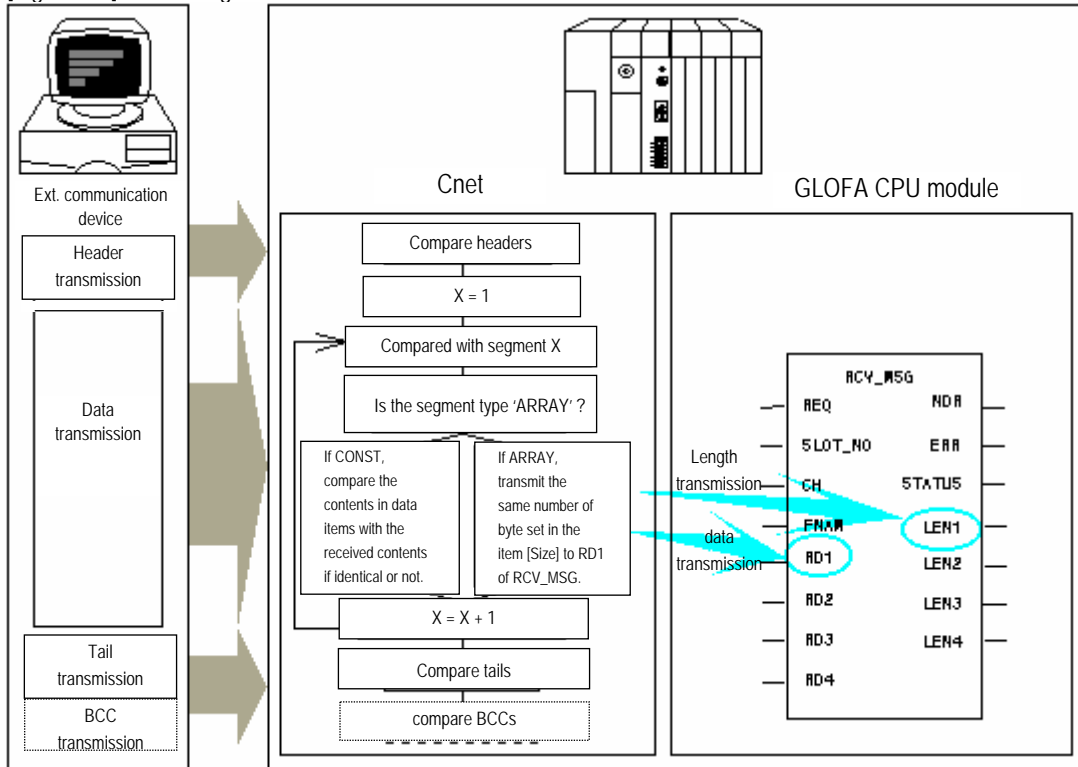 Ext. communication
device
Header
transmission
Data
transmission
Tail
transmission
BCC
transmission
Cnet
Compare headers
X = 1
Compared with segment X
Is the segment type ‘ARRAY’ ?
If CONST,
compare the
contents in data
items with the
received contents
if identical or not.
If ARRAY,
transmit the
same number of
byte set in the
item [Size] to RD1
of RCV_MSG.
X = X + 1
Compare tails
compare BCCs
GLOFA CPU module
Length
transmission
data
transmission
RCV_MSG
REQ NDR
SLOT_NO ERR
CH STATUS
FNAM LEN1
RD1 LEN2
RD2 LEN3
RD3 LEN4
RD4